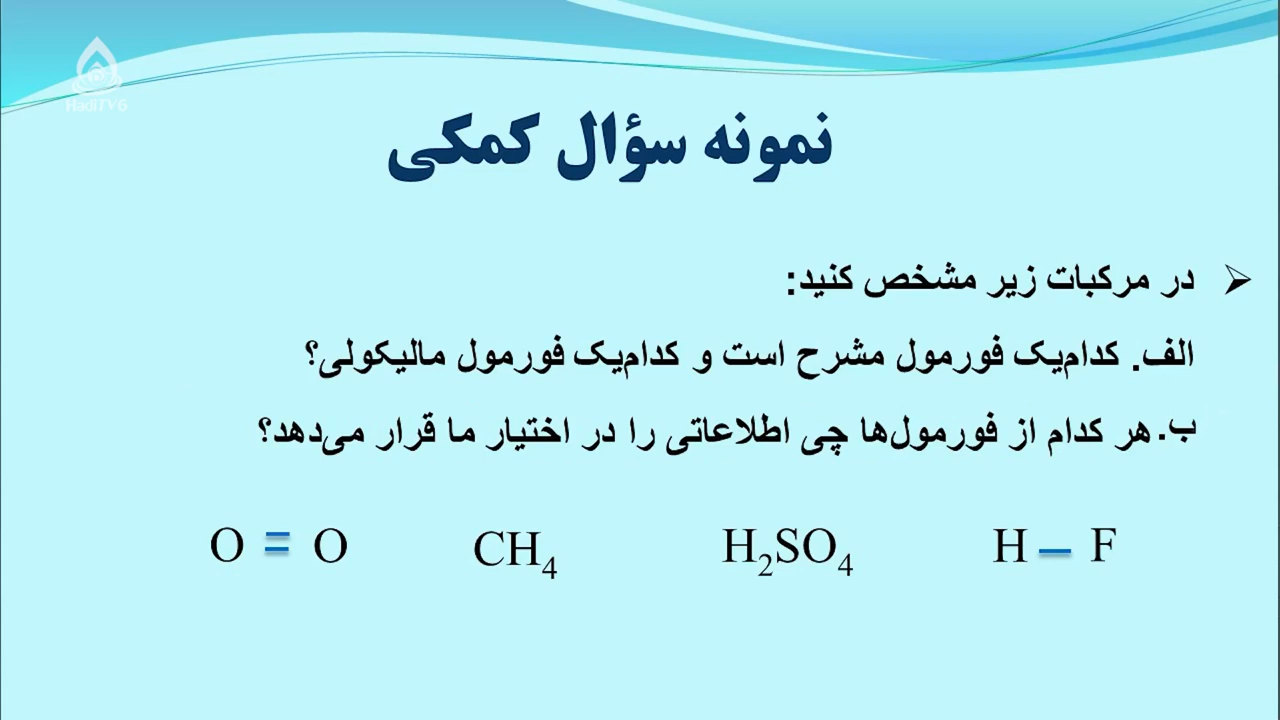 HadiTV6
نمونه سؤال کمکی
در مرکبات زیر مشخص کنید:
الف. کدام‌یک فورمول مشرح است و کدام‌یک فورمول مالیکولی؟
ب. هر کدام از فورمول‌ها چی اطلاعاتی را در اختیار ما قرار می‌دهد؟
O = O CH₄ H₂SO₄ H – F